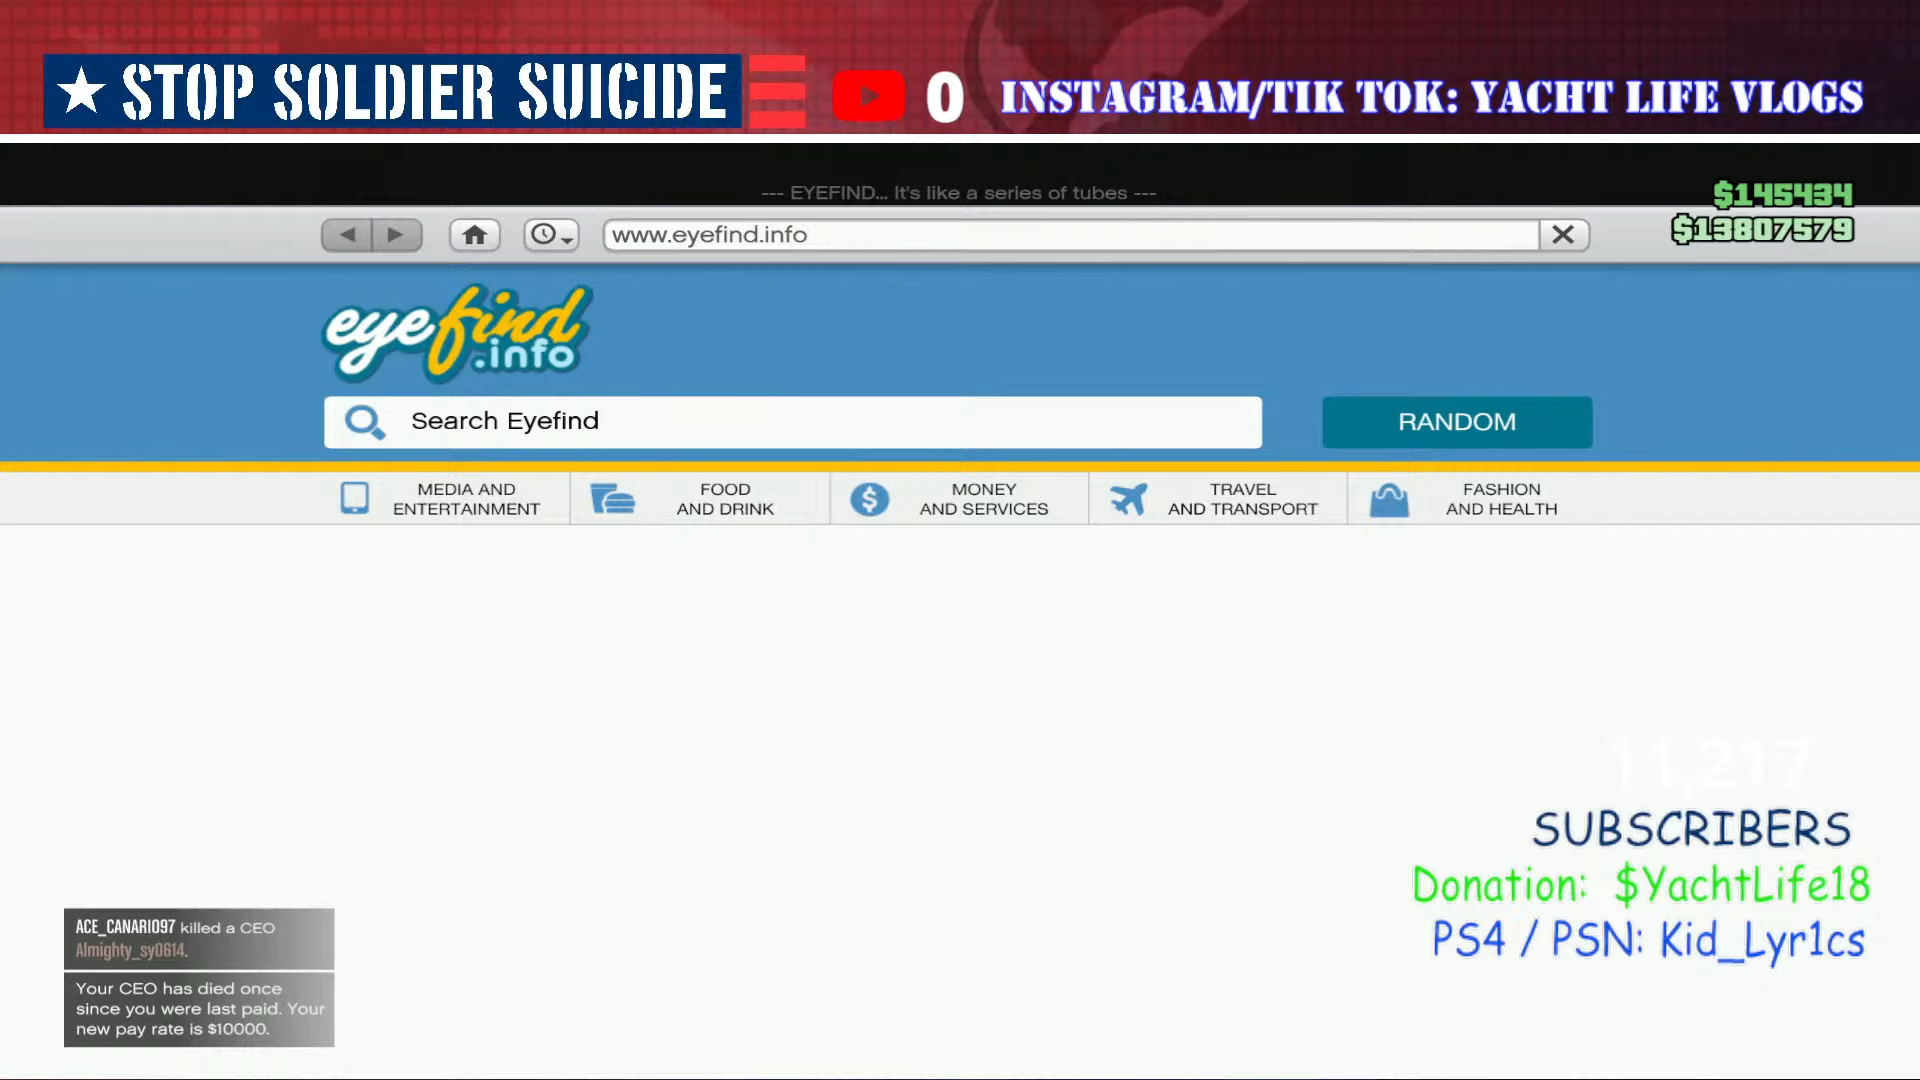 STOP SOLDIER SUICIDE
0
INSTAGRAM/TIK TOK: YACHT LIFE VLOGS
--- EYEFIND... It's like a series of tubes ---
$145434
$13807579
www.eyefind.info
eyefind
.info
Search Eyefind
RANDOM
MEDIA AND
ENTERTAINMENT
FOOD
AND DRINK
MONEY
AND SERVICES
TRAVEL
AND TRANSPORT
FASHION
AND HEALTH
11,217
SUBSCRIBERS
Donation: $YachtLife18
PS4 / PSN: Kid_Lyr1cs
ACE_CANARIO97 killed a CEO
Almighty_sy0614.
Your CEO has died once
since you were last paid. Your
new pay rate is $10000.